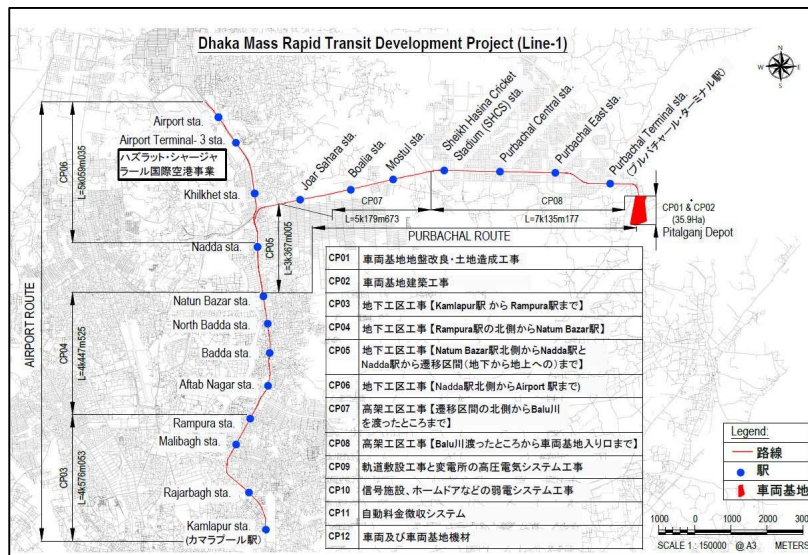 Dhaka Mass Rapid Transit Development Project (Line-1)
N
W
E
S
Airport sta.
Airport Terminal- 3 sta.
ハズラット・シャージャ
ラール国際空港事業
Khilkhet sta.
Nadda sta.
Natun Bazar sta.
North Badda sta.
Badda sta.
Aftab Nagar sta.
Rampura sta.
Malibagh sta.
Rajarbagh sta.
Kamlapur sta.
(カマラプール駅)
Joar Sahara sta.
Boalia sta.
Mostul sta.
Sheikh Hasina Cricket
Stadium (SHCS) sta.
Purbachal Central sta.
Purbachal East sta.
Purbachal Terminal sta.
(プルバチャール・ターミナル駅)
AIRPORT ROUTE
CP06
L=5k059m035
CP04
L=4k447m525
CP03
L=4k576m053
CP05
L=3k367m005
CP07
L=5k179m673
CP08
L=7k135m177
PURBACHAL ROUTE
CP01 & CP02
(35.9Ha)
Pitalganj Depot
CP01 車両基地地盤改良・土地造成工事
CP02 車両基地建築工事
CP03 地下工区工事【Kamlapur駅 から Rampura駅まで】
CP04 地下工区工事【Rampura駅の北側からNatum Bazar駅】
CP05 地下工区工事【Natum Bazar駅北側からNadda駅と
Nadda駅から遷移区間(地下から地上への)まで】
CP06 地下工区工事【Nadda駅北側からAirport 駅まで)
CP07 高架工区工事【遷移区間の北側からBalu川
を渡ったところまで】
CP08 高架工区工事【Balu川渡ったところから車両基地入り口まで】
CP09 軌道敷設工事と変電所の高圧電気システム工事
CP10 信号施設、ホームドアなどの弱電システム工事
CP11 自動料金徴収システム
CP12 車両及び車両基地機材
Legend:
路線
駅
車両基地
1000 0 1000 2000 300
SCALE 1 : 150000 @ A3 METERS